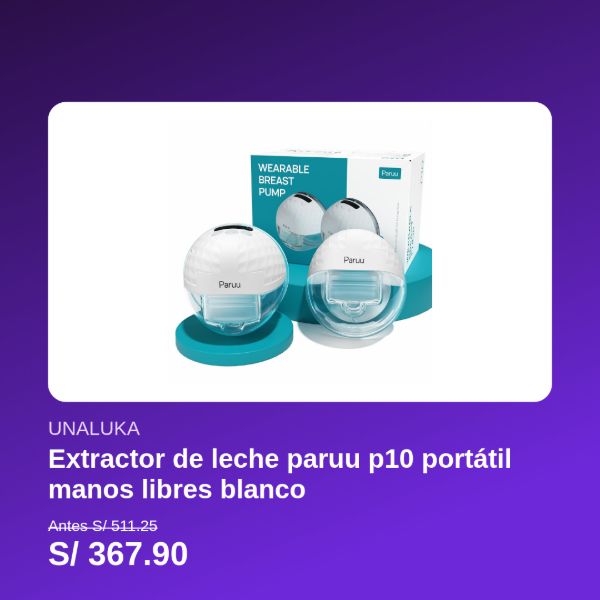 WEARABLE
BREAST
PUMP
Paruu
Paruu
Paruu
UNALUKA
Extractor de leche paruu p10 portátil
manos libres blanco
Antes S/ 511.25
S/ 367.90